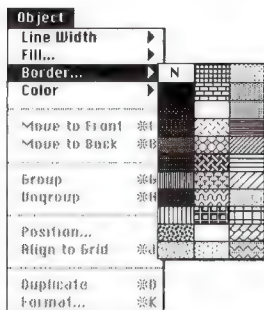 Object
Line Width
Fill...
Border...
N
Color
Move to Front ⌘
Move to Back ⌘B
Group ⌘
Ungroup ⌘
Position...
Align to Grid ⌘J
Duplicate ⌘D
Format... ⌘K